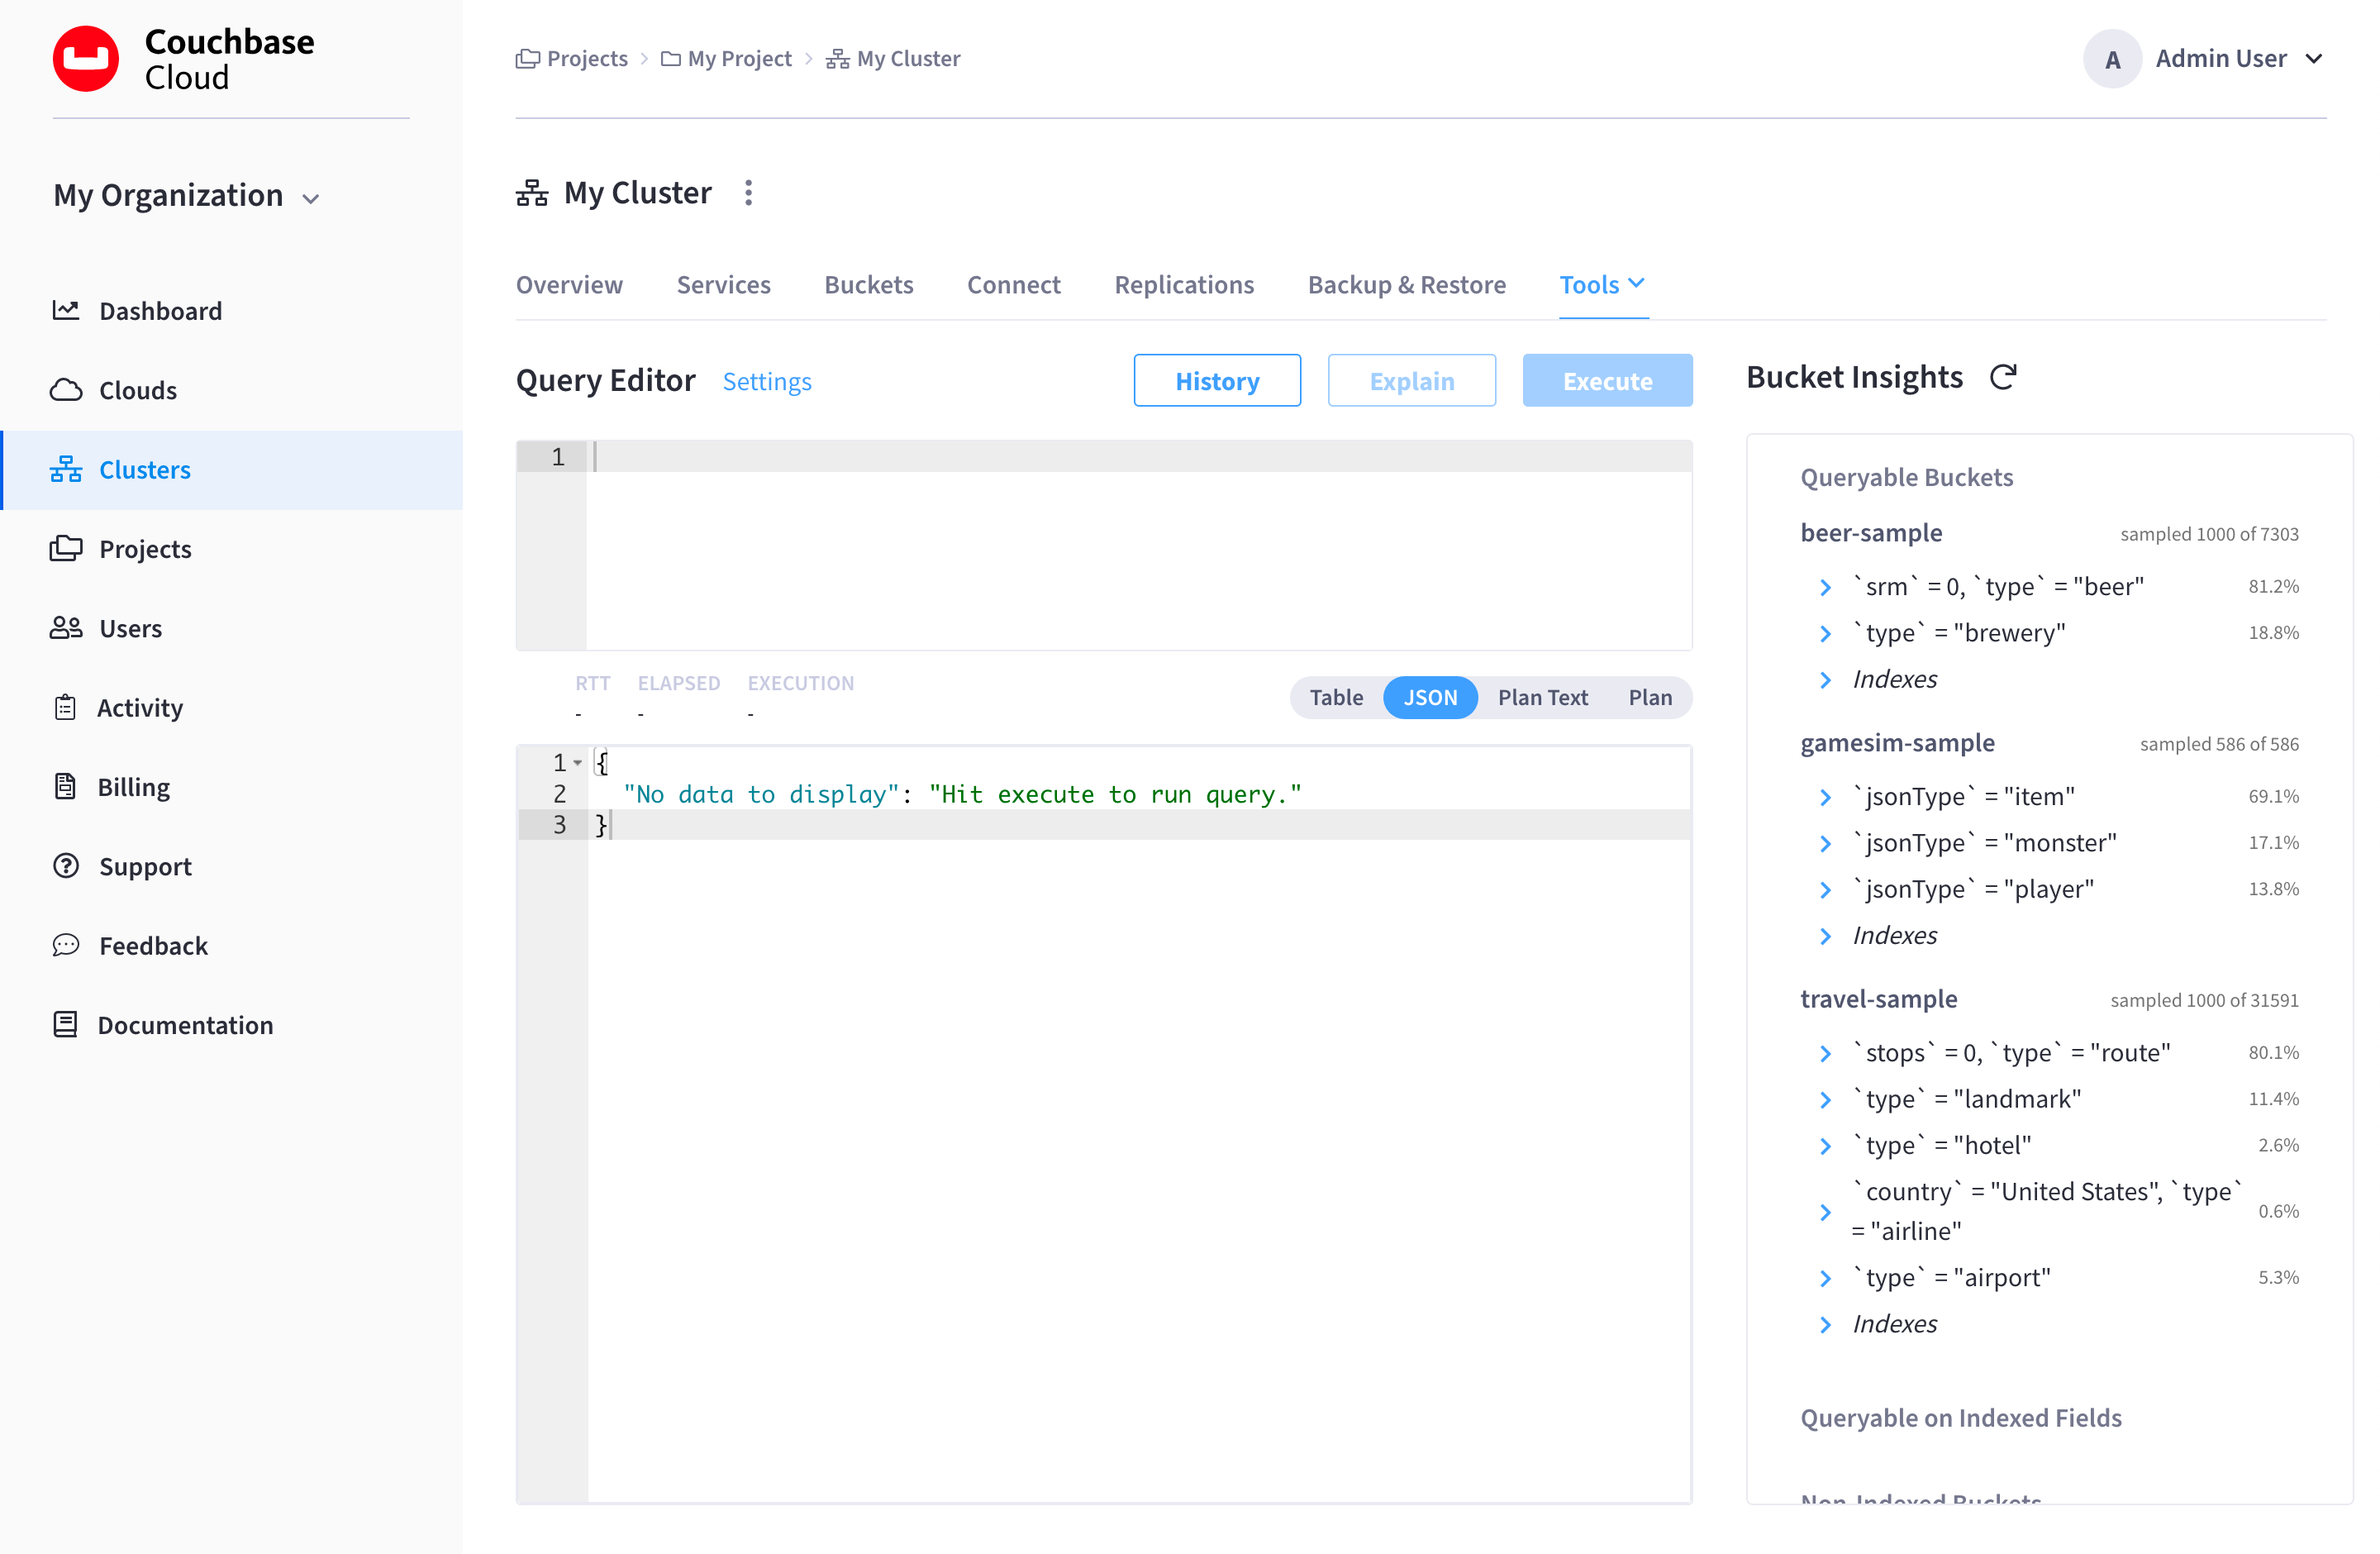 Couchbase
Cloud
My Organization
Dashboard
Clouds
Clusters
Projects
Users
Activity
Billing
Support
Feedback
Documentation
Projects > My Project > My Cluster
A Admin User
My Cluster
Overview Services Buckets Connect Replications Backup & Restore Tools
Query Editor Settings History Explain Execute
1
RTT ELAPSED EXECUTION
- - -
Table JSON Plan Text Plan
1 {
2 "No data to display": "Hit execute to run query."
3 }
Bucket Insights
Queryable Buckets
beer-sample sampled 1000 of 7303
`srm` = 0, `type` = "beer" 81.2%
`type` = "brewery" 18.8%
Indexes
gamesim-sample sampled 586 of 586
`jsonType` = "item" 69.1%
`jsonType` = "monster" 17.1%
`jsonType` = "player" 13.8%
Indexes
travel-sample sampled 1000 of 31591
`stops` = 0, `type` = "route" 80.1%
`type` = "landmark" 11.4%
`type` = "hotel" 2.6%
`country` = "United States", `type`
= "airline" 0.6%
`type` = "airport" 5.3%
Indexes
Queryable on Indexed Fields
Non-Indexed Buckets